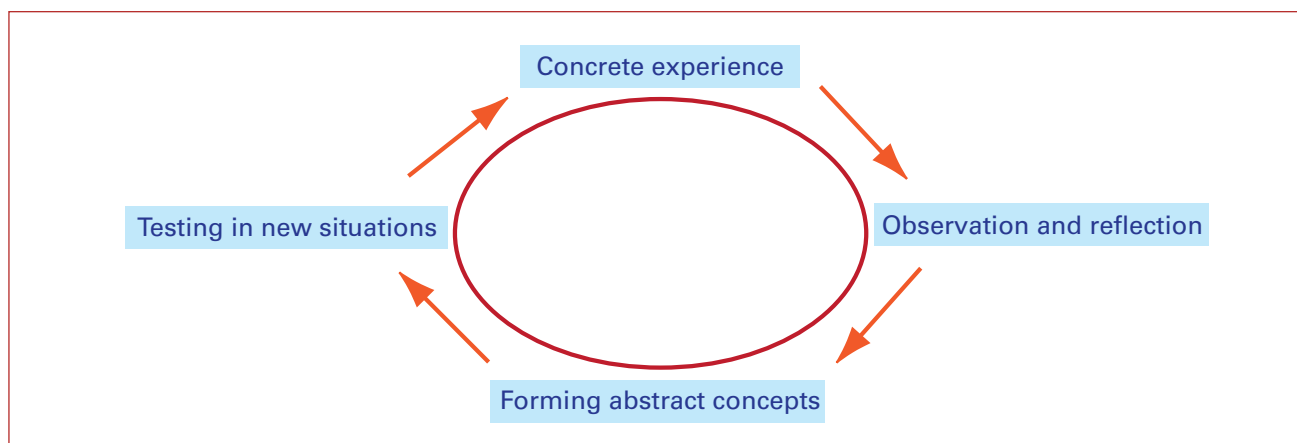 Concrete experience
Testing in new situations
Observation and reflection
Forming abstract concepts